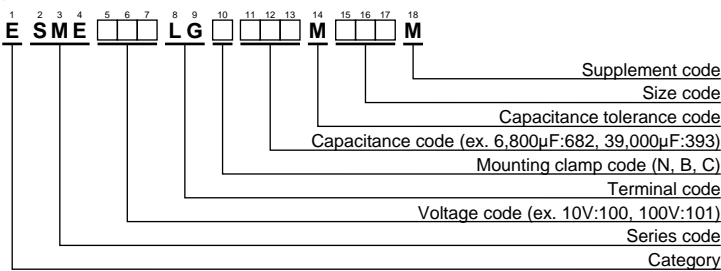 1 2 3 4 5 6 7 8 9 10 11 12 13 14 15 16 17 18
E S M E □ □ □ L G □ □ □ □ M □ □ □ M
Supplement code
Size code
Capacitance tolerance code
Capacitance code (ex. 6,800μF:682, 39,000μF:393)
Mounting clamp code (N, B, C)
Terminal code
Voltage code (ex. 10V:100, 100V:101)
Series code
Category